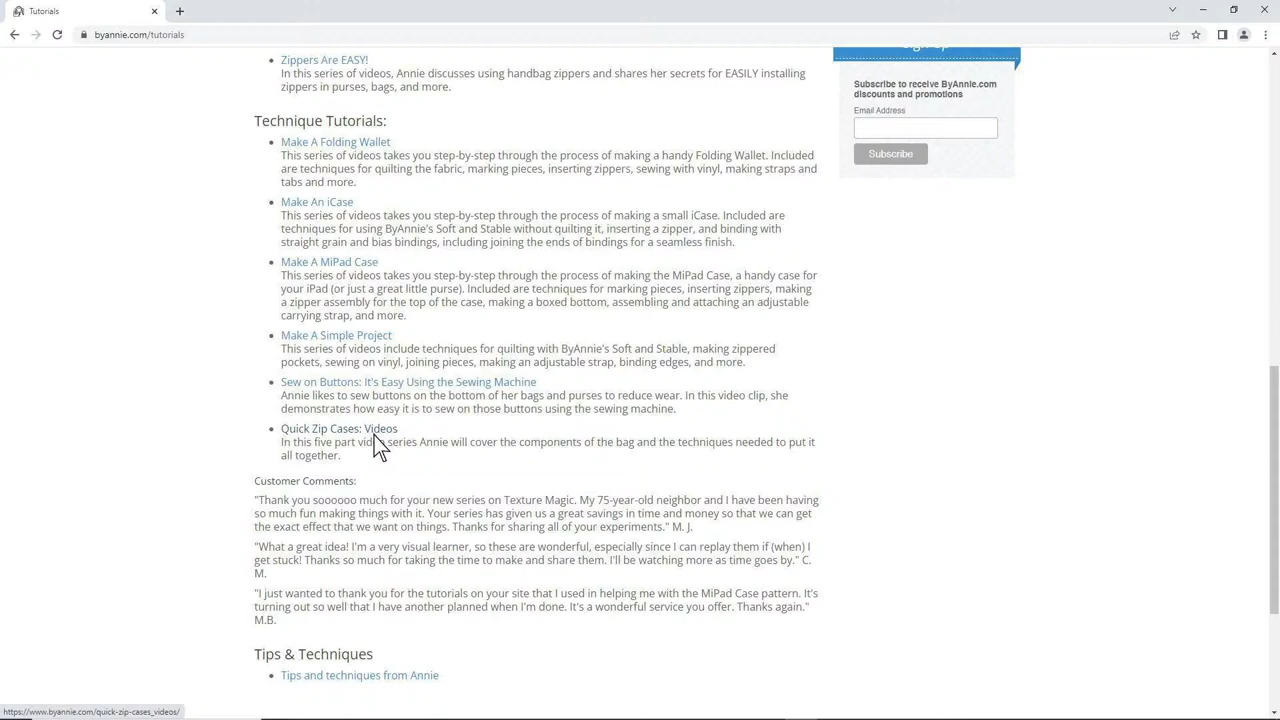 Tutorials
byannie.com/tutorials
Zippers Are EASY!
In this series of videos, Annie discusses using handbag zippers and shares her secrets for EASILY installing
zippers in purses, bags, and more.
Technique Tutorials:
Make A Folding Wallet
This series of videos takes you step-by-step through the process of making a handy Folding Wallet. Included
are techniques for quilting the fabric, marking pieces, inserting zippers, sewing with vinyl, making straps and
tabs and more.
Make An iCase
This series of videos takes you step-by-step through the process of making a small iCase. Included are
techniques for using ByAnnie's Soft and Stable without quilting it, inserting a zipper, and binding with
straight grain and bias bindings, including joining the ends of bindings for a seamless finish.
Make A MiPad Case
This series of videos takes you step-by-step through the process of making the MiPad Case, a handy case for
your iPad (or just a great little purse). Included are techniques for marking pieces, inserting zippers, making
a zipper assembly for the top of the case, making a boxed bottom, assembling and attaching an adjustable
carrying strap, and more.
Make A Simple Project
This series of videos include techniques for quilting with ByAnnie's Soft and Stable, making zippered
pockets, sewing on vinyl, joining pieces, making an adjustable strap, binding edges, and more.
Sew on Buttons: It's Easy Using the Sewing Machine
Annie likes to sew buttons on the bottom of her bags and purses to reduce wear. In this video clip, she
demonstrates how easy it is to sew on those buttons using the sewing machine.
Quick Zip Cases: Videos
In this five part video series Annie will cover the components of the bag and the techniques needed to put it
all together.
Customer Comments:
"Thank you soooooo much for your new series on Texture Magic. My 75-year-old neighbor and I have been having
so much fun making things with it. Your series has given us a great savings in time and money so that we can get
the exact effect that we want on things. Thanks for sharing all of your experiments." M. J.
"What a great idea! I'm a very visual learner, so these are wonderful, especially since I can replay them if (when) I
get stuck! Thanks so much for taking the time to make and share them. I'll be watching more as time goes by." C.
M.
"I just wanted to thank you for the tutorials on your site that I used in helping me with the MiPad Case pattern. It's
turning out so well that I have another planned when I'm done. It's a wonderful service you offer. Thanks again."
M.B.
Tips & Techniques
Tips and techniques from Annie
Sign Up
Subscribe to receive ByAnnie.com
discounts and promotions
Email Address
Subscribe
https://www.byannie.com/quick-zip-cases_videos/